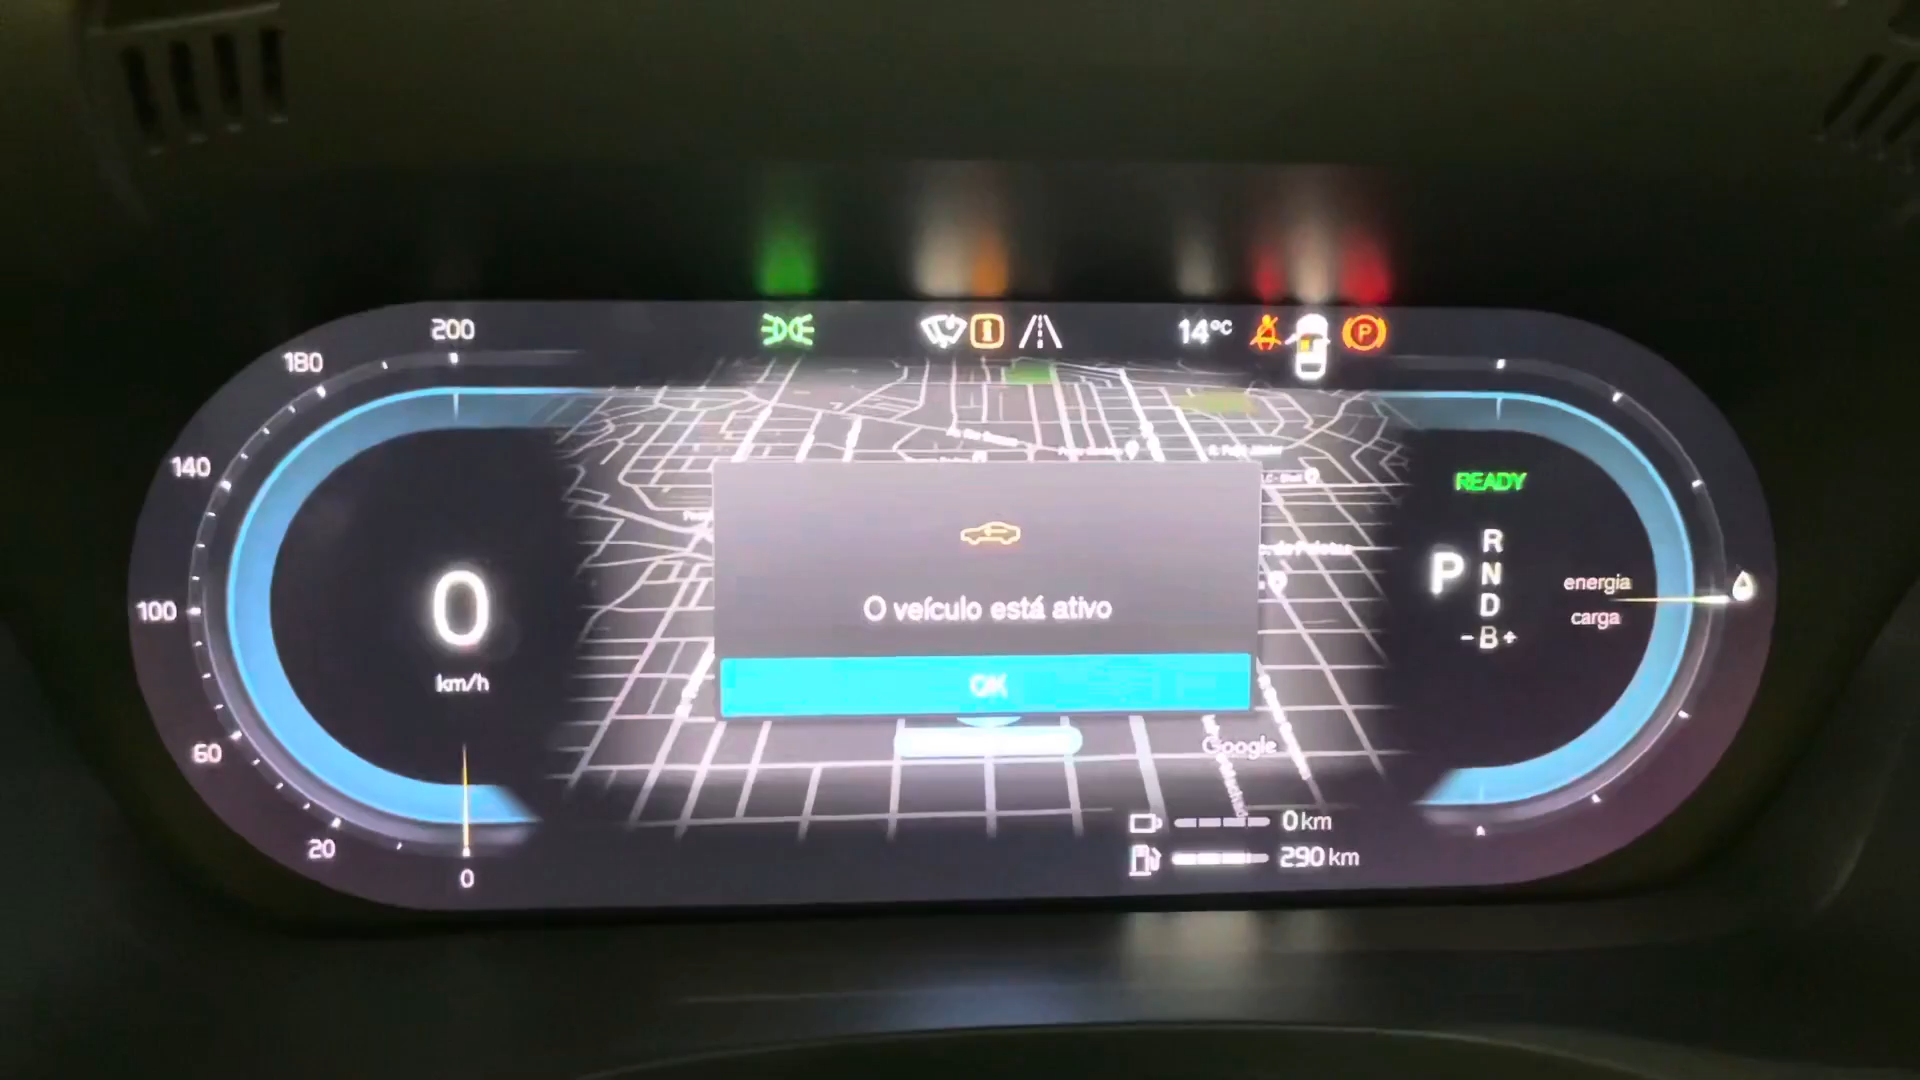 200
180
140
100
60
20
0
14°C
P
0
km/h
O veículo está ativo
OK
Google
READY
P
R
N
D
-B+
energia
carga
0 km
290 km